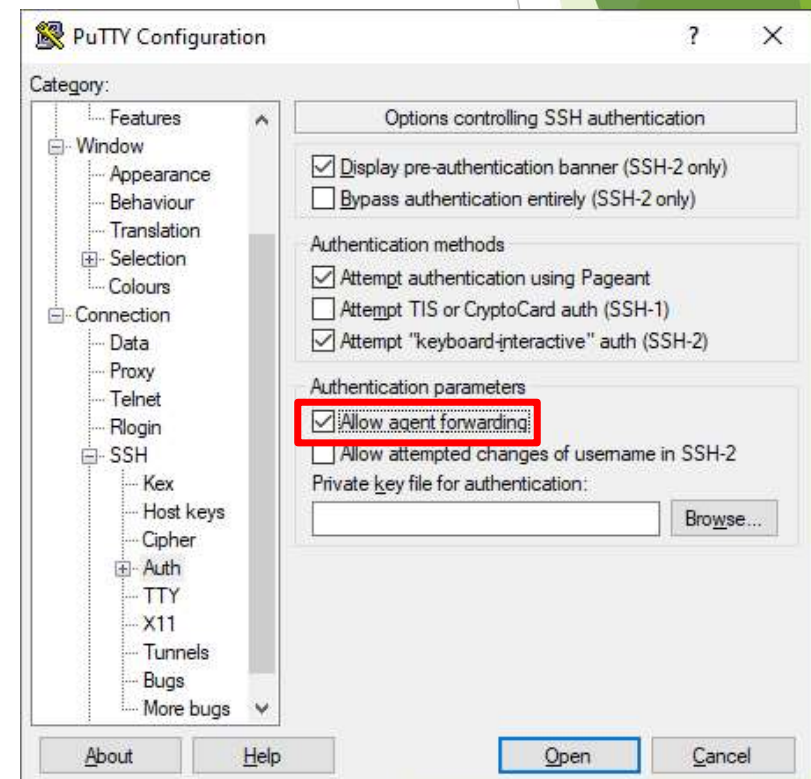 PuTTY Configuration
?
Category:
Features
Window
Appearance
Behaviour
Translation
Selection
Colours
Connection
Data
Proxy
Telnet
Rlogin
SSH
Kex
Host keys
Cipher
Auth
TTY
X11
Tunnels
Bugs
More bugs
Options controlling SSH authentication
Display pre-authentication banner (SSH-2 only)
Bypass authentication entirely (SSH-2 only)
Authentication methods
Attempt authentication using Pageant
Attempt TIS or CryptoCard auth (SSH-1)
Attempt "keyboard-interactive" auth (SSH-2)
Authentication parameters
Allow agent forwarding
Allow attempted changes of username in SSH-2
Private key file for authentication:
Browse...
About
Help
Open
Cancel